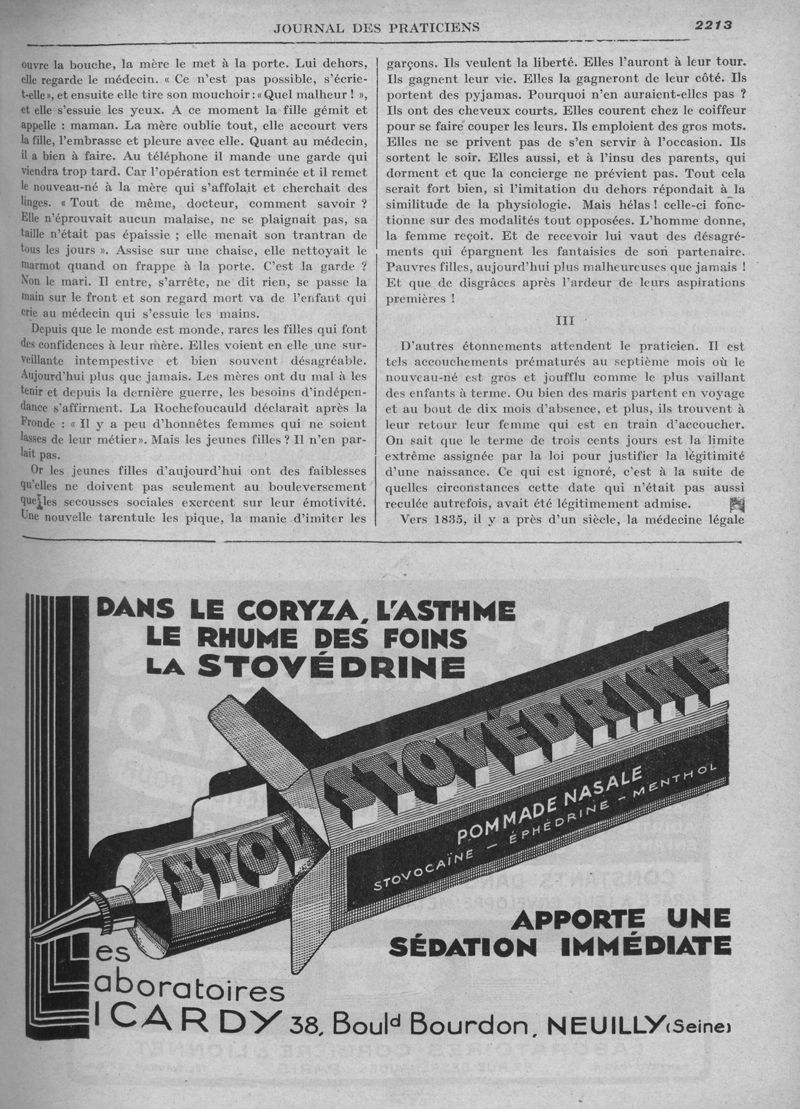 JOURNAL DES PRATICIENS
2213
ouvre la bouche, la mère le met à la porte. Lui dehors,
elle regarde le médecin. « Ce n'est pas possible, s'écrie-
t-elle », et ensuite elle tire son mouchoir : « Quel malheur ! »,
et elle s'essuie les yeux. A ce moment la fille gémit et
appelle : maman. La mère oublie tout, elle accourt vers
la fille, l'embrasse et pleure avec elle. Quant au médecin,
il a bien à faire. Au téléphone il mande une garde qui
viendra trop tard. Car l'opération est terminée et il remet
le nouveau-né à la mère qui s'affolait et cherchait des
linges. « Tout de même, docteur, comment savoir ?
Elle n'éprouvait aucun malaise, ne se plaignait pas, sa
taille n'était pas épaissie ; elle menait son trantran de
tous les jours ». Assise sur une chaise, elle nettoyait le
marmot quand on frappe à la porte. C'est la garde ?
Non le mari. Il entre, s'arrête, ne dit rien, se passe la
main sur le front et son regard mort va de l'enfant qui
crie au médecin qui s'essuie les mains.
Depuis que le monde est monde, rares les filles qui font
des confidences à leur mère. Elles voient en elle une sur-
veillante intempestive et bien souvent désagréable.
Aujourd'hui plus que jamais. Les mères ont du mal à les
tenir et depuis la dernière guerre, les besoins d'indépen-
dance s'affirment. La Rochefoucauld déclarait après la
Fronde : « Il y a peu d'honnêtes femmes qui ne soient
lasses de leur métier ». Mais les jeunes filles ? Il n'en par-
lait pas.
Or les jeunes filles d'aujourd'hui ont des faiblesses
qu'elles ne doivent pas seulement au bouleversement
que les secousses sociales exercent sur leur émotivité.
Une nouvelle tarentule les pique, la manie d'imiter les
garçons. Ils veulent la liberté. Elles l'auront à leur tour.
Ils gagnent leur vie. Elles la gagneront de leur côté. Ils
portent des pyjamas. Pourquoi n'en auraient-elles pas ?
Ils ont des cheveux courts. Elles courent chez le coiffeur
pour se faire couper les leurs. Ils emploient des gros mots.
Elles ne se privent pas de s'en servir à l'occasion. Ils
sortent le soir. Elles aussi, et à l'insu des parents, qui
dorment et que la concierge ne prévient pas. Tout cela
serait fort bien, si l'imitation du dehors répondait à la
similitude de la physiologie. Mais hélas ! celle-ci fonc-
tionne sur des modalités tout opposées. L'homme donne,
la femme reçoit. Et de recevoir lui vaut des désagré-
ments qui épargnent les fantaisies de son partenaire.
Pauvres filles, aujourd'hui plus malheureuses que jamais !
Et que de disgrâces après l'ardeur de leurs aspirations
premières !
III
D'autres étonnements attendent le praticien. Il est
tels accouchements prématurés au septième mois où le
nouveau-né est gros et joufflu comme le plus vaillant
des enfants à terme. Ou bien des maris partent en voyage
et au bout de dix mois d'absence, et plus, ils trouvent à
leur retour leur femme qui est en train d'accoucher.
On sait que le terme de trois cents jours est la limite
extrême assignée par la loi pour justifier la légitimité
d'une naissance. Ce qui est ignoré, c'est à la suite de
quelles circonstances cette date qui n'était pas aussi
reculée autrefois, avait été légitimement admise.
Vers 1835, il y a près d'un siècle, la médecine légale
DANS LE CORYZA, L'ASTHME
LE RHUME DES FOINS
LA STOVÉDRINE
STOVÉDRINE
POMMADE NASALE
STOVOCAÏNE – ÉPHÉDRINE – MENTHOL
STOV
APPORTE UNE
SÉDATION IMMÉDIATE
Les
Laboratoires
LICARDY 38, Bould Bourdon, NEUILLY (Seine)